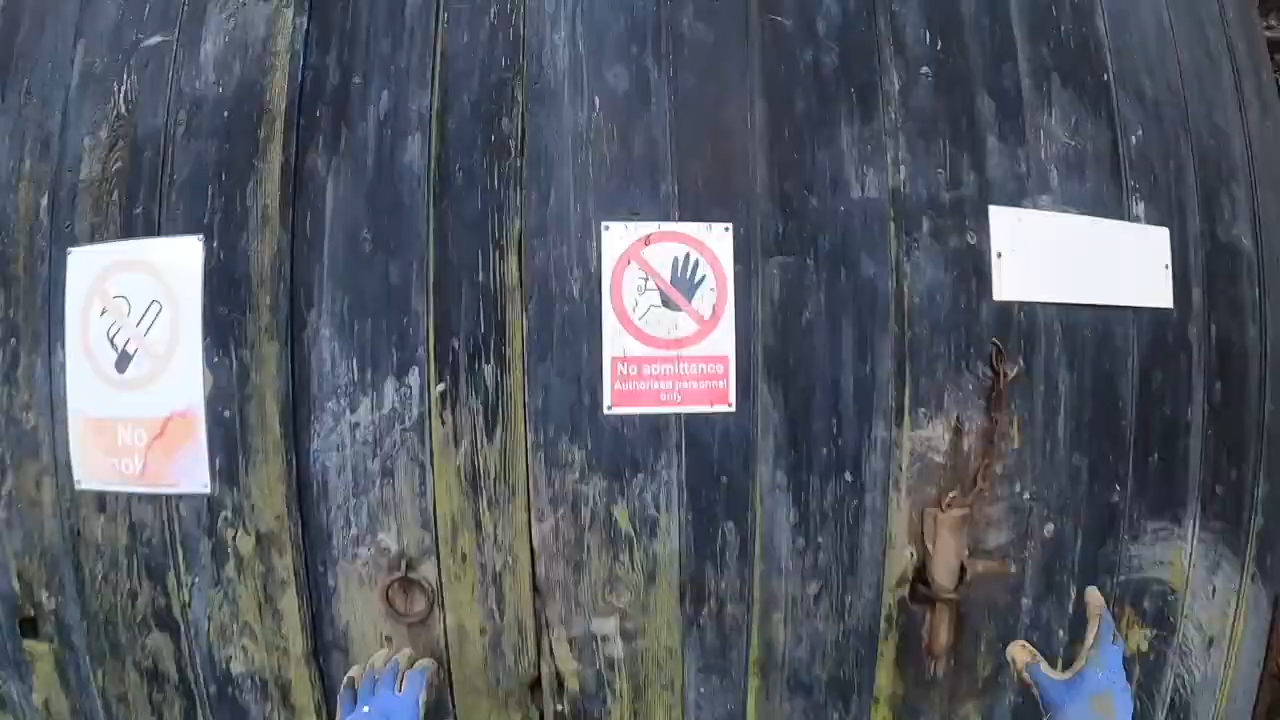 No
No admittance
Authorised personnel
only